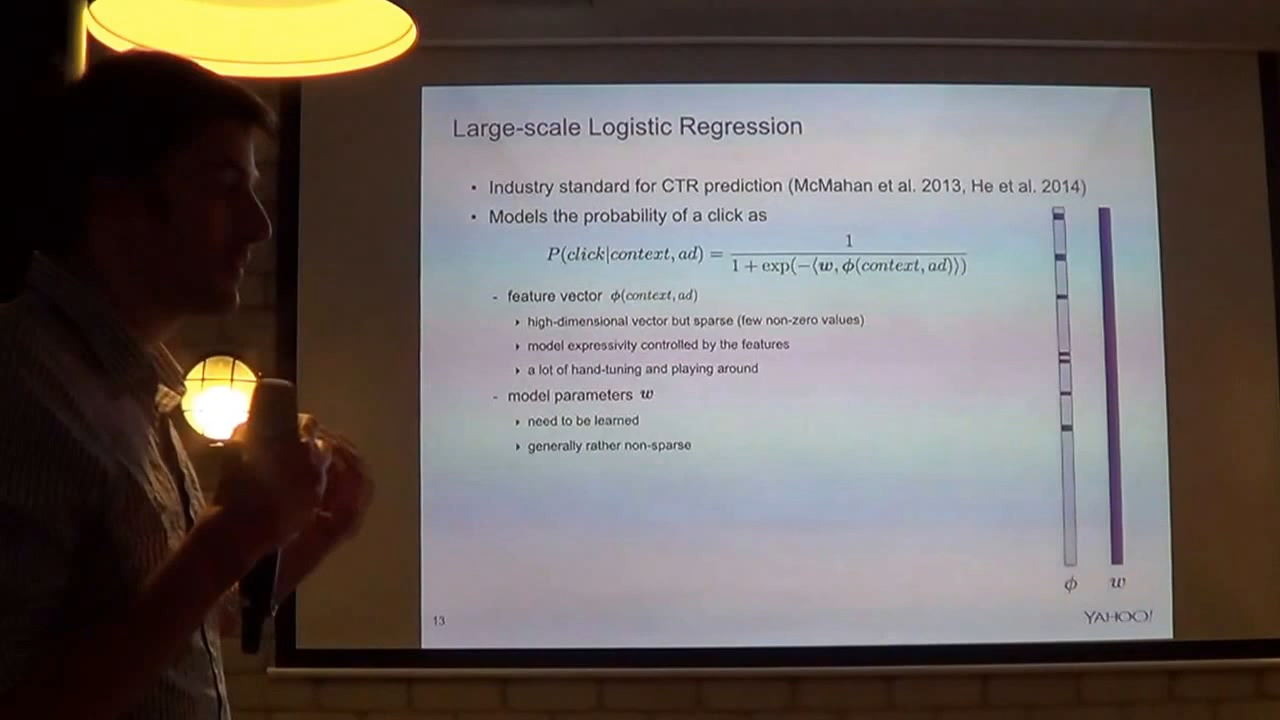 Large-scale Logistic Regression
• Industry standard for CTR prediction (McMahan et al. 2013, He et al. 2014)
• Models the probability of a click as
P(click|context, ad) = 1 / (1 + exp(−⟨w, ϕ(context, ad)⟩))
- feature vector ϕ(context, ad)
‣ high-dimensional vector but sparse (few non-zero values)
‣ model expressivity controlled by the features
‣ a lot of hand-tuning and playing around
- model parameters w
‣ need to be learned
‣ generally rather non-sparse
ϕ w
13
YAHOO!